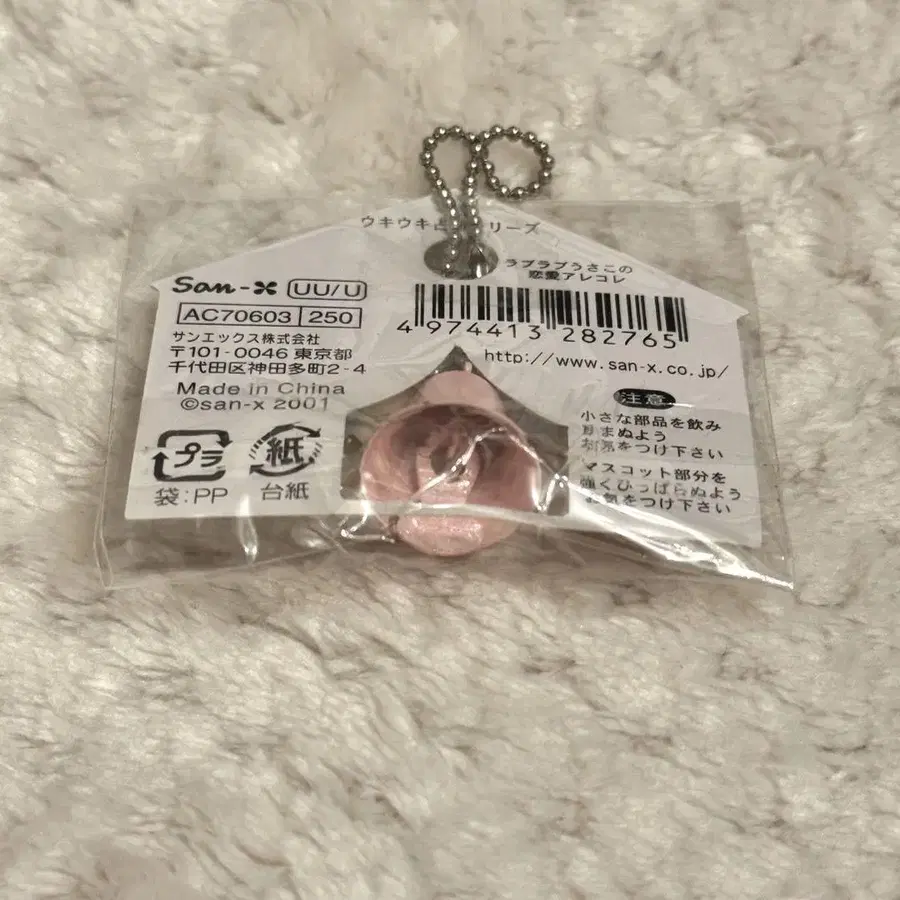 ウキウキ占 リーズ
ラブラブうさこの
恋愛アレコレ
San-x UU/U
AC70603 250
サンエックス株式会社
〒101-0046 東京都
千代田区神田多町2-4
Made in China
©san-x 2001
プラ
袋:PP
紙
台紙
4 974413 282765
http://www.san-x.co.jp/
注意
小さな部品を飲み
まぬよう
お気をつけ下さい
マスコット部分を
強くひっぱらぬよう
お気をつけ下さい